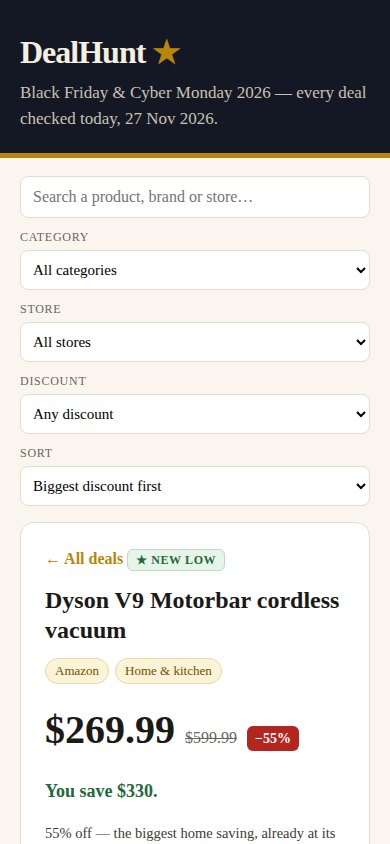 DealHunt ★
Black Friday & Cyber Monday 2026 — every deal
checked today, 27 Nov 2026.
Search a product, brand or store…
CATEGORY
All categories
STORE
All stores
DISCOUNT
Any discount
SORT
Biggest discount first
← All deals ★ NEW LOW
Dyson V9 Motorbar cordless
vacuum
Amazon Home & kitchen
$269.99 $599.99 −55%
You save $330.
55% off — the biggest home saving, already at its